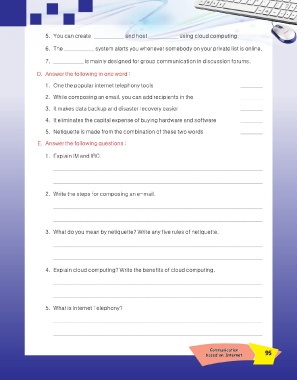 5. You can create __________ and host __________ using cloud computing.
6. The __________ system alerts you whenever somebody on your private list is online.
7. __________ is mainly designed for group communication in discussion forums.
D. Answer the following in one word :
1. One the popular internet telephony tools ________
2. While composing an email, you can add recipients in the ________
3. It makes data backup and disaster recovery easier ________
4. It eliminates the capital expense of buying hardware and software ________
5. Netiquette is made from the combination of these two words ________
E. Answer the following questions :
1. Explain IM and IRC.
2. Write the steps for composing an e-mail.
3. What do you mean by netiquette? Write any five rules of netiquette.
4. Explain cloud computing? Write the benefits of cloud computing.
5. What is internet telephony?
Communication
Based on Internet
95